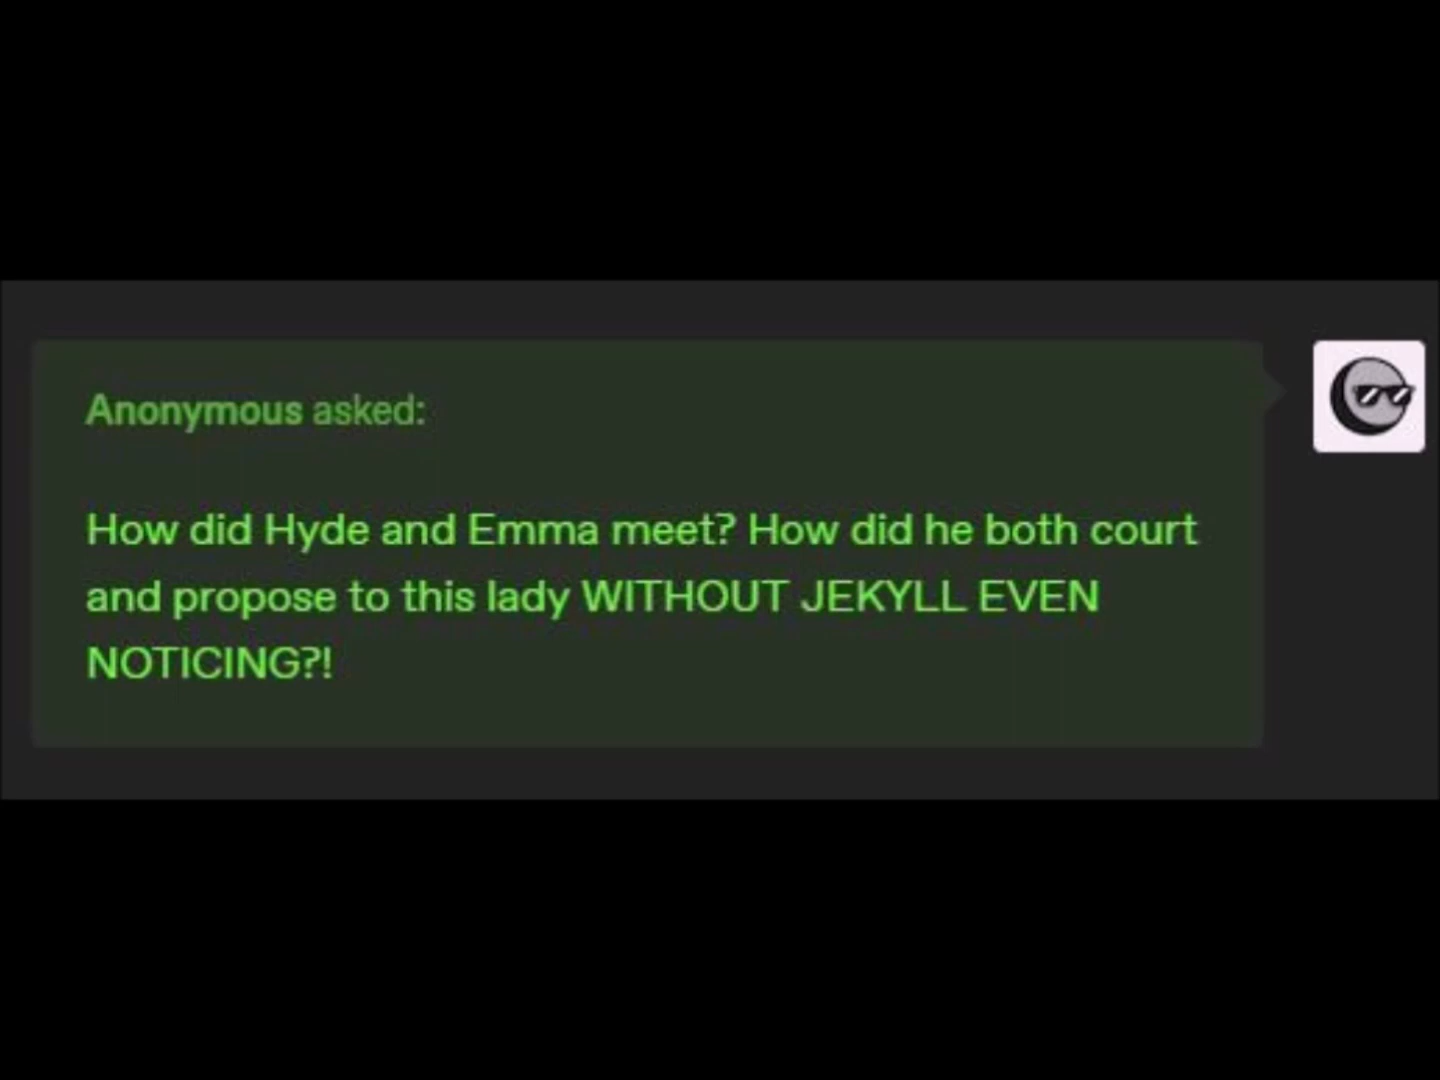 Anonymous asked:
How did Hyde and Emma meet? How did he both court
and propose to this lady WITHOUT JEKYLL EVEN
NOTICING?!